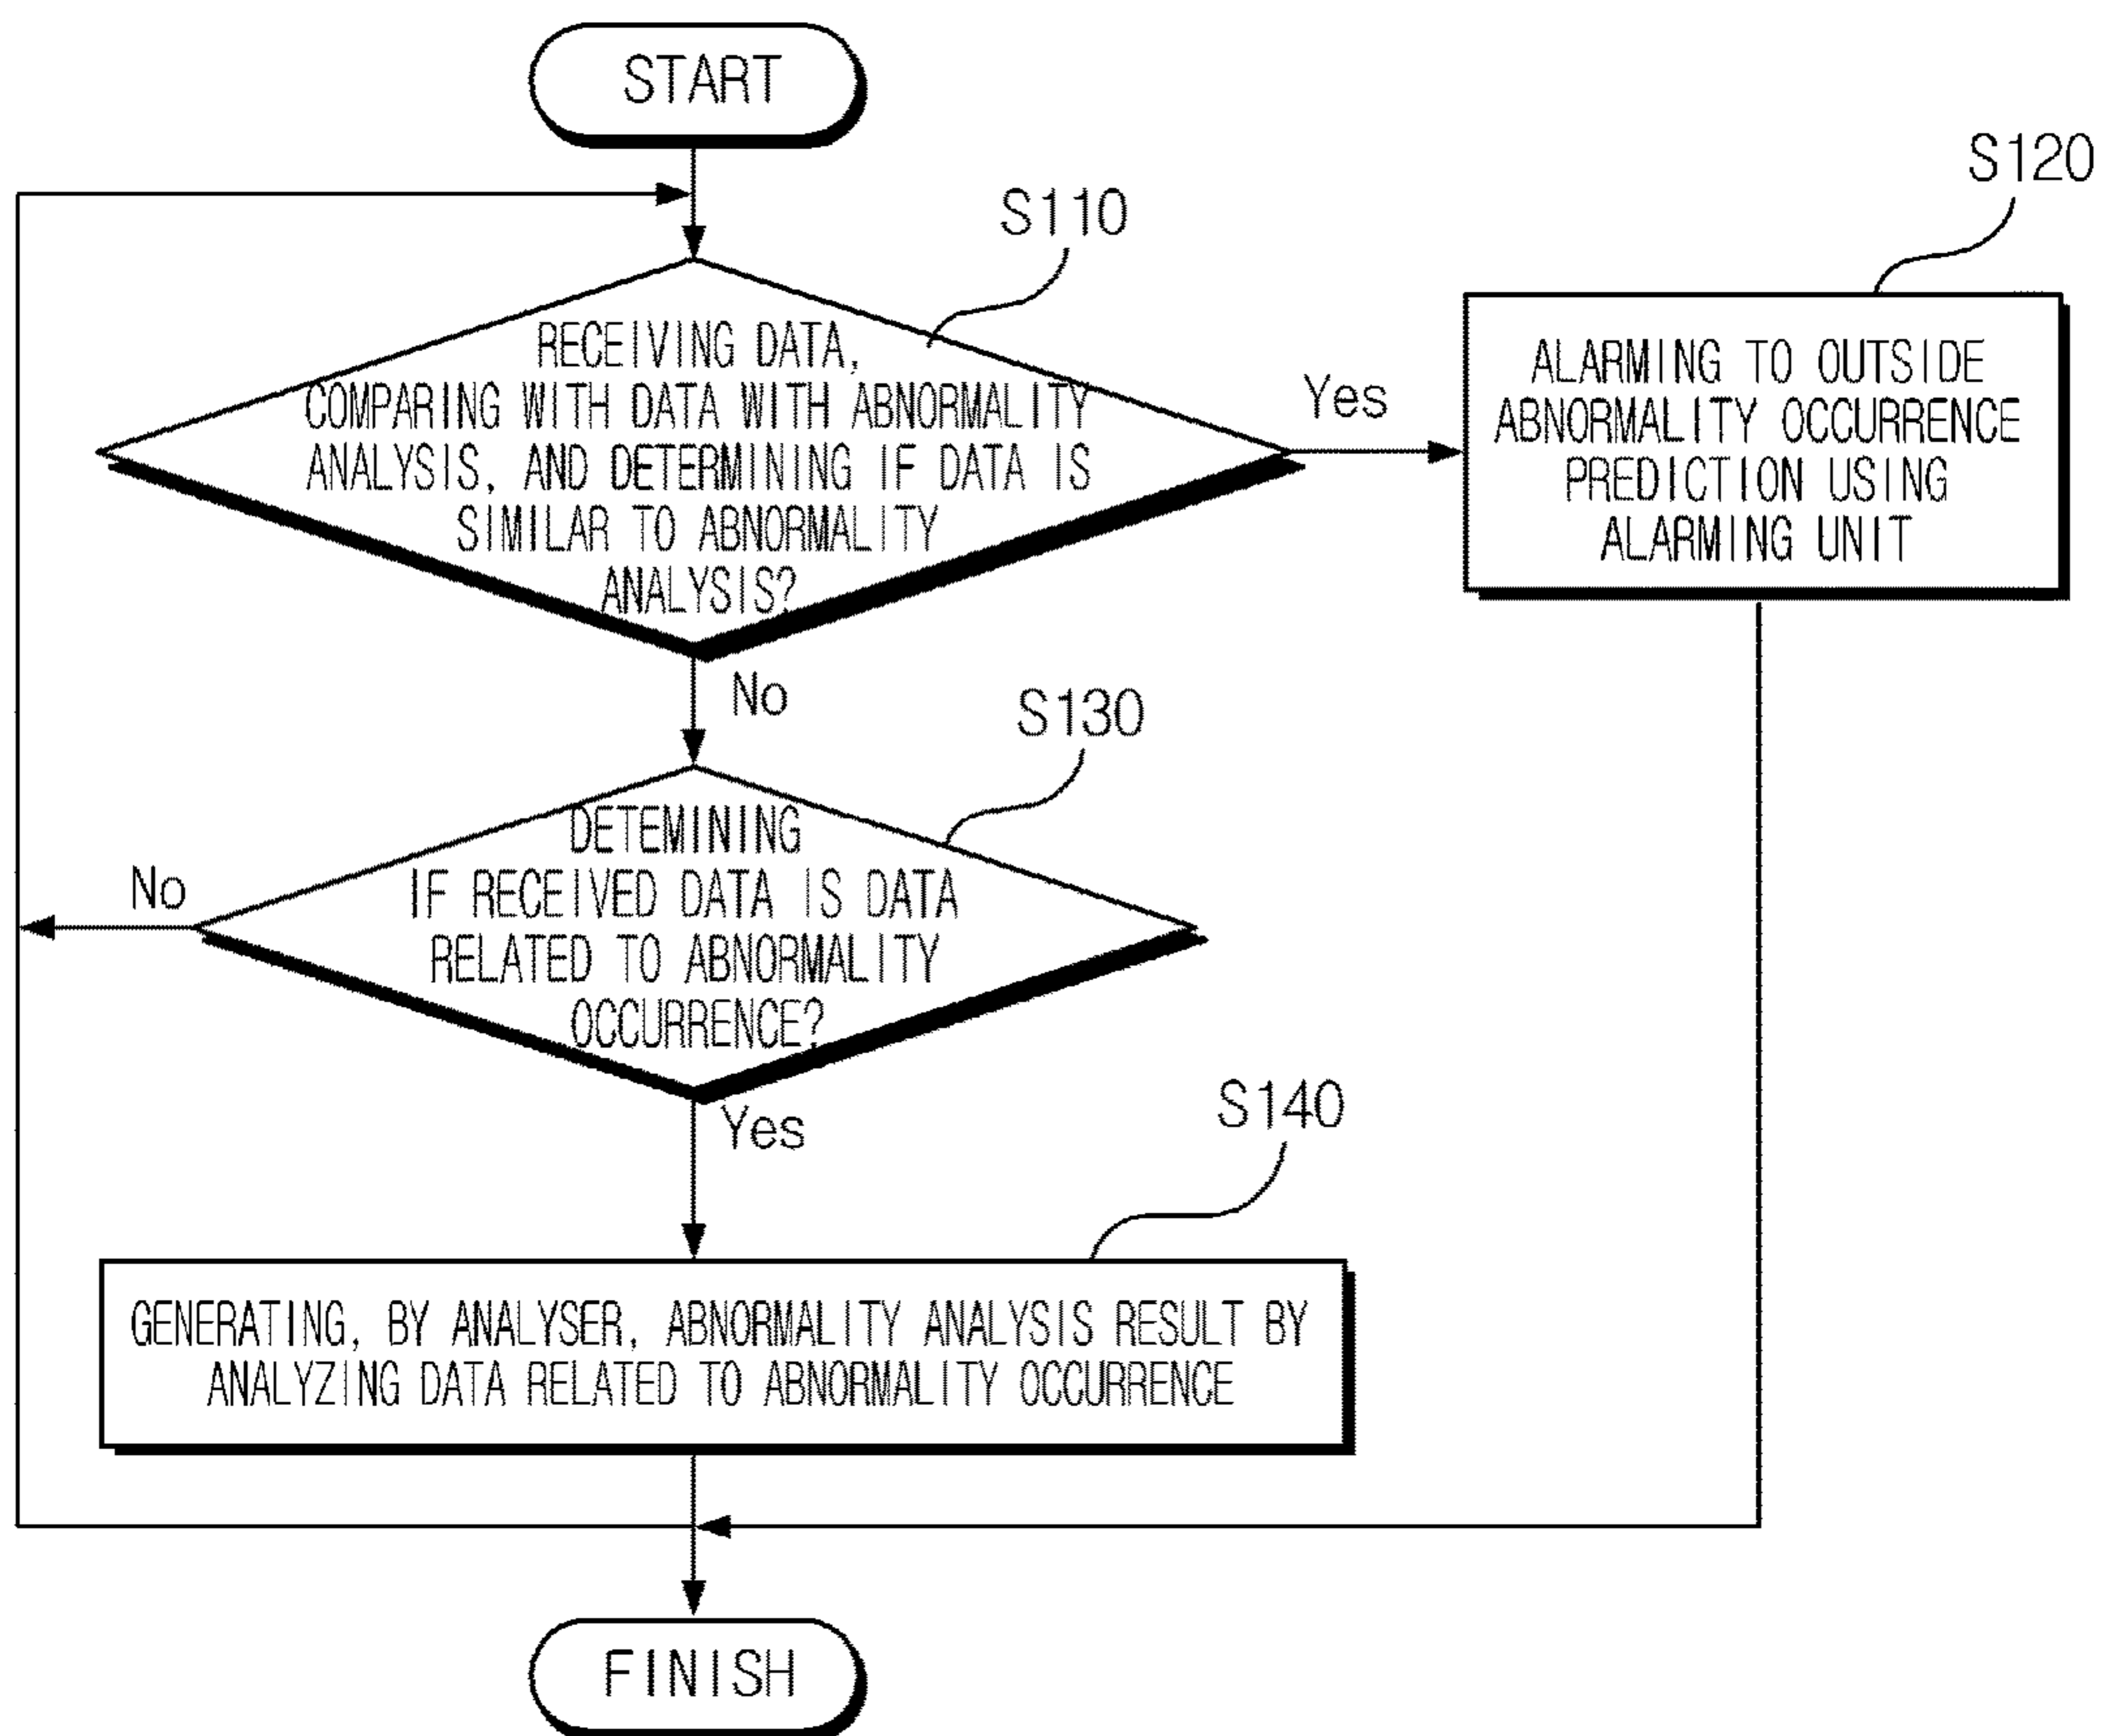 START
S120
S110
RECEIVING DATA,
COMPARING WITH DATA WITH ABNORMALITY
ANALYSIS, AND DETERMINING IF DATA IS
SIMILAR TO ABNORMALITY
ANALYSIS?
Yes
ALARMING TO OUTSIDE
ABNORMALITY OCCURRENCE
PREDICTION USING
ALARMING UNIT
No
S130
DETEMINING
IF RECEIVED DATA IS DATA
RELATED TO ABNORMALITY
OCCURRENCE?
No
Yes
S140
GENERATING, BY ANALYSER, ABNORMALITY ANALYSIS RESULT BY
ANALYZING DATA RELATED TO ABNORMALITY OCCURRENCE
FINISH